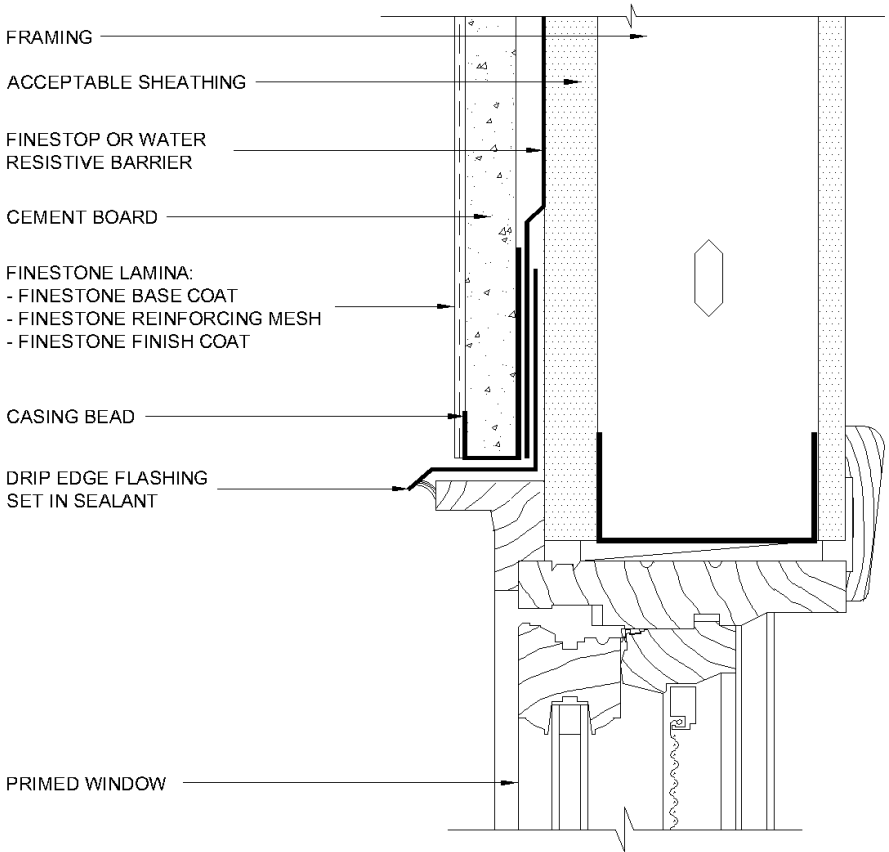 FRAMING
ACCEPTABLE SHEATHING
FINESTOP OR WATER
RESISTIVE BARRIER
CEMENT BOARD
FINESTONE LAMINA:
- FINESTONE BASE COAT
- FINESTONE REINFORCING MESH
- FINESTONE FINISH COAT
CASING BEAD
DRIP EDGE FLASHING
SET IN SEALANT
PRIMED WINDOW